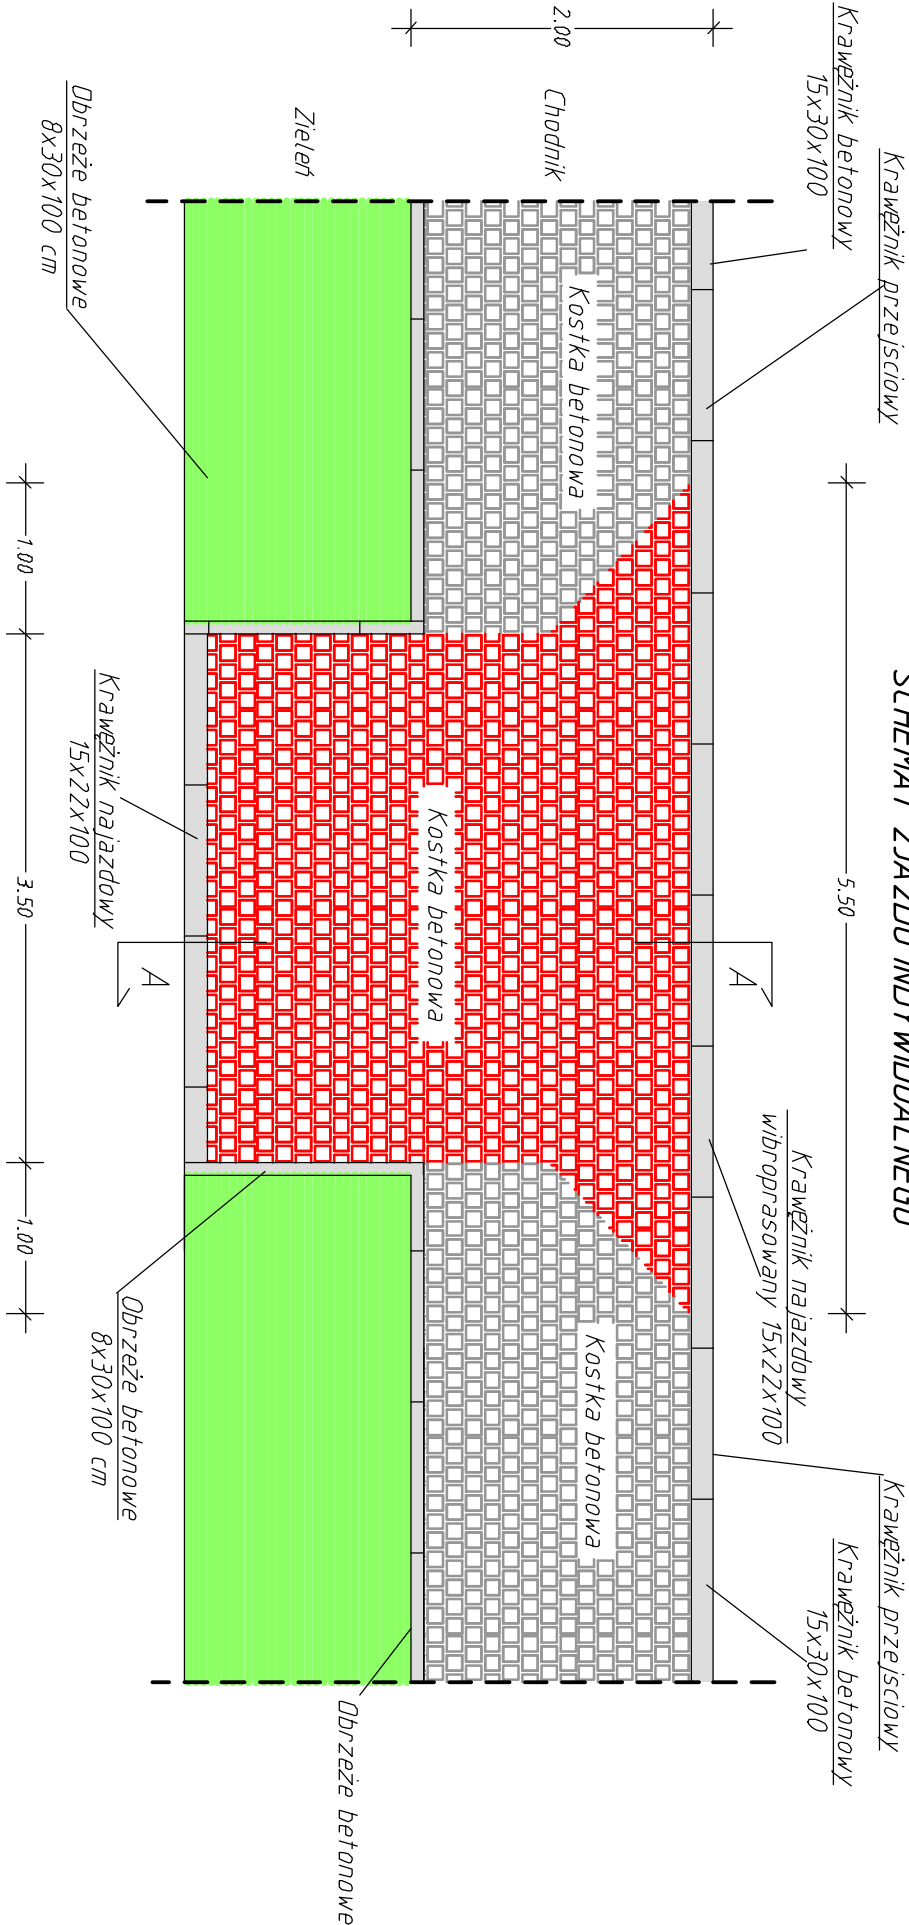 SCHEMAT ZJAZDU INDYWIDUALNEGO
Krawężnik przejsciowy
Krawężnik betonowy
15x30x100
5.50
Krawężnik najazdowy
wibroprasowany 15x22x100
Krawężnik przejsciowy
Krawężnik betonowy
15x30x100
A
2.00
Chodnik
Kostka betonowa
Kostka betonowa
Kostka betonowa
Zieleń
Obrzeże betonowe
A
Obrzeże betonowe
8x30x100 cm
Krawężnik najazdowy
15x22x100
Obrzeże betonowe
8x30x100 cm
1.00
3.50
1.00